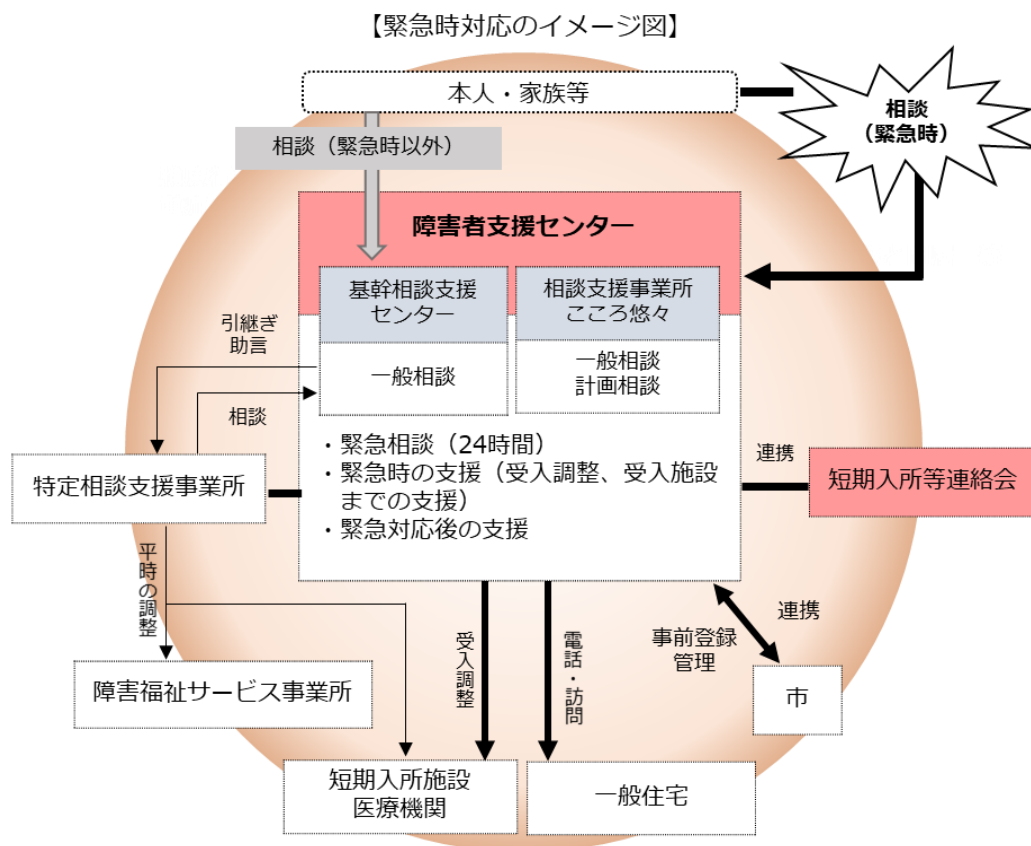 【緊急時対応のイメージ図】
本人・家族等
相談
（緊急時）
相談（緊急時以外）
障害者支援センター
基幹相談支援
センター
相談支援事業所
こころ悠々
一般相談
一般相談
計画相談
引継ぎ
助言
相談
・緊急相談（24時間）
・緊急時の支援（受入調整、受入施設
までの支援）
・緊急対応後の支援
特定相談支援事業所
連携
短期入所等連絡会
平時の調整
受入調整
電話・訪問
事前登録
管理
連携
障害福祉サービス事業所
市
短期入所施設
医療機関
一般住宅